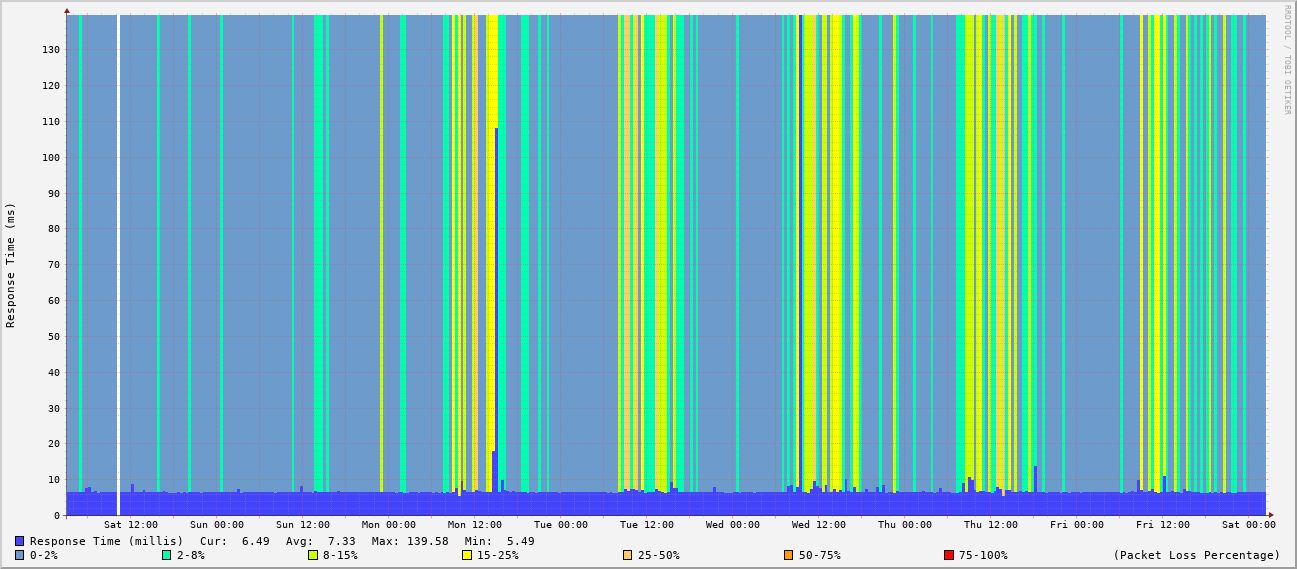 RRDTOOL / TOBI OETIKER
Response Time (ms)
130
120
110
100
90
80
70
60
50
40
30
20
10
0
Sat 12:00 Sun 00:00 Sun 12:00 Mon 00:00 Mon 12:00 Tue 00:00 Tue 12:00 Wed 00:00 Wed 12:00 Thu 00:00 Thu 12:00 Fri 00:00 Fri 12:00 Sat 00:00
Response Time (millis) Cur: 6.49 Avg: 7.33 Max: 139.58 Min: 5.49
0-2% 2-8% 8-15% 15-25% 25-50% 50-75% 75-100% (Packet Loss Percentage)